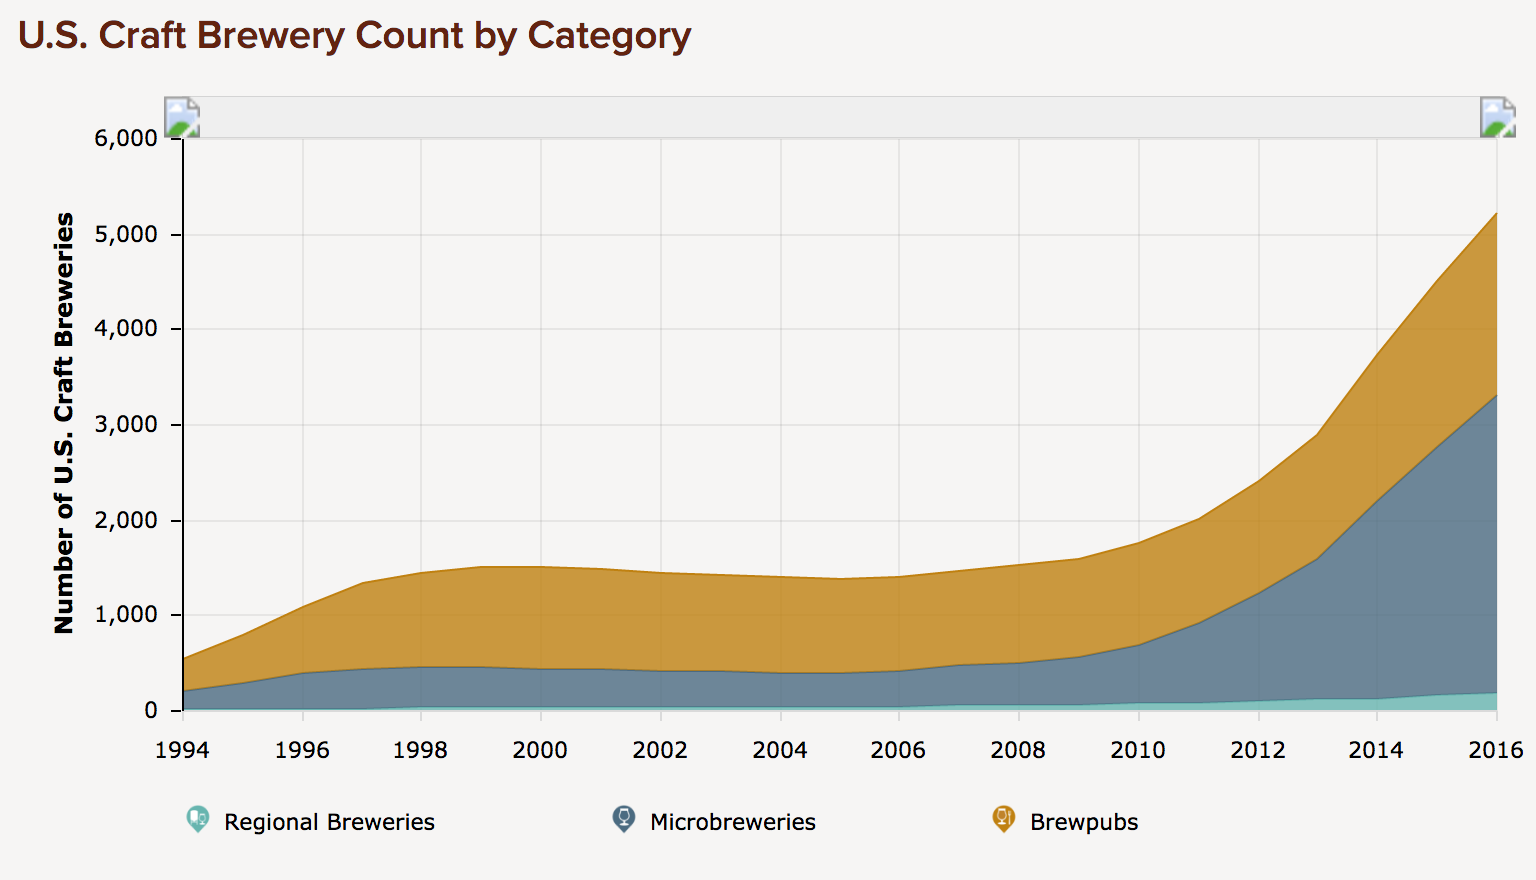 U.S. Craft Brewery Count by Category
6,000
5,000
4,000
3,000
2,000
1,000
0
Number of U.S. Craft Breweries
1994 1996 1998 2000 2002 2004 2006 2008 2010 2012 2014 2016
Regional Breweries Microbreweries Brewpubs